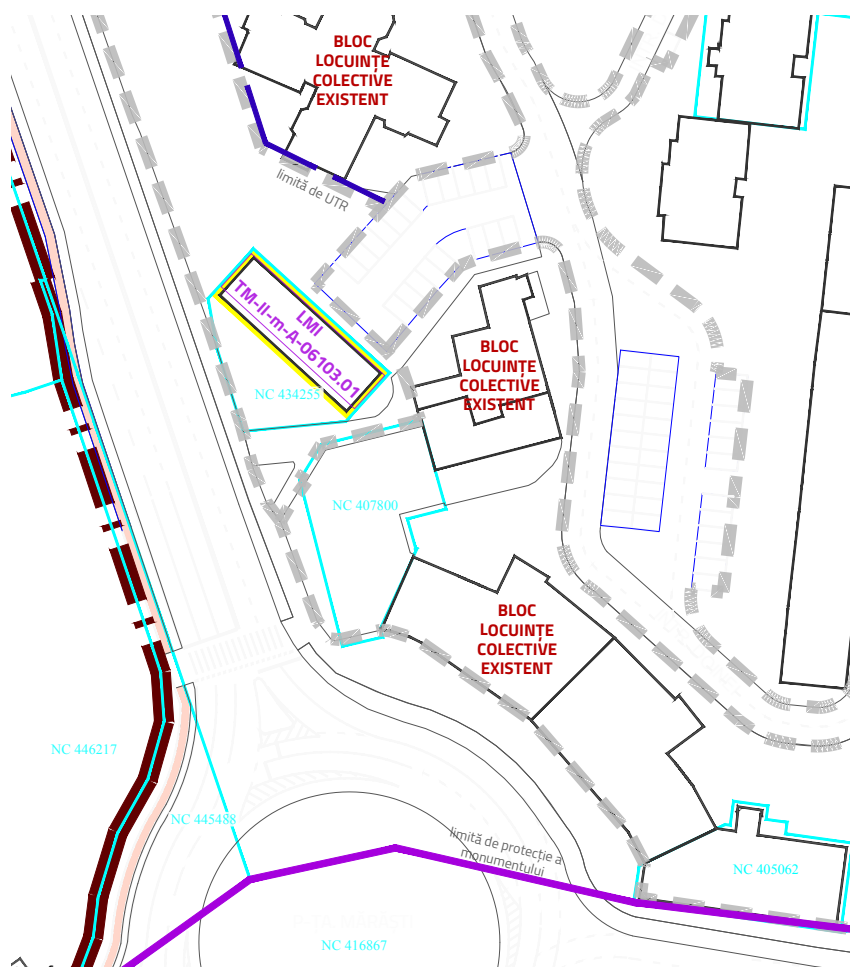 BLOC
LOCUINȚE
COLECTIVE
EXISTENT
limită de UTR
LMI
TM-II-m-A-06103.01
NC 434255
BLOC
LOCUINȚE
COLECTIVE
EXISTENT
NC 407800
BLOC
LOCUINȚE
COLECTIVE
EXISTENT
NC 446217
NC 445488
limită de protecție a
monumentului
NC 405062
NC 416867